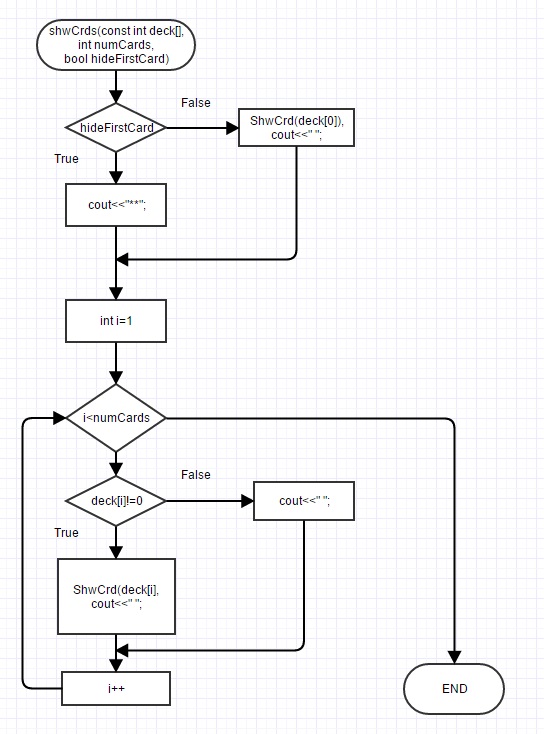 shwCrds(const int deck[],
int numCards,
bool hideFirstCard)
False
hideFirstCard
ShwCrd(deck[0]),
cout<<" ";
True
cout<<"**";
int i=1
i<numCards
False
deck[i]!=0
cout<<" ";
True
ShwCrd(deck[i],
cout<<" ";
i++
END